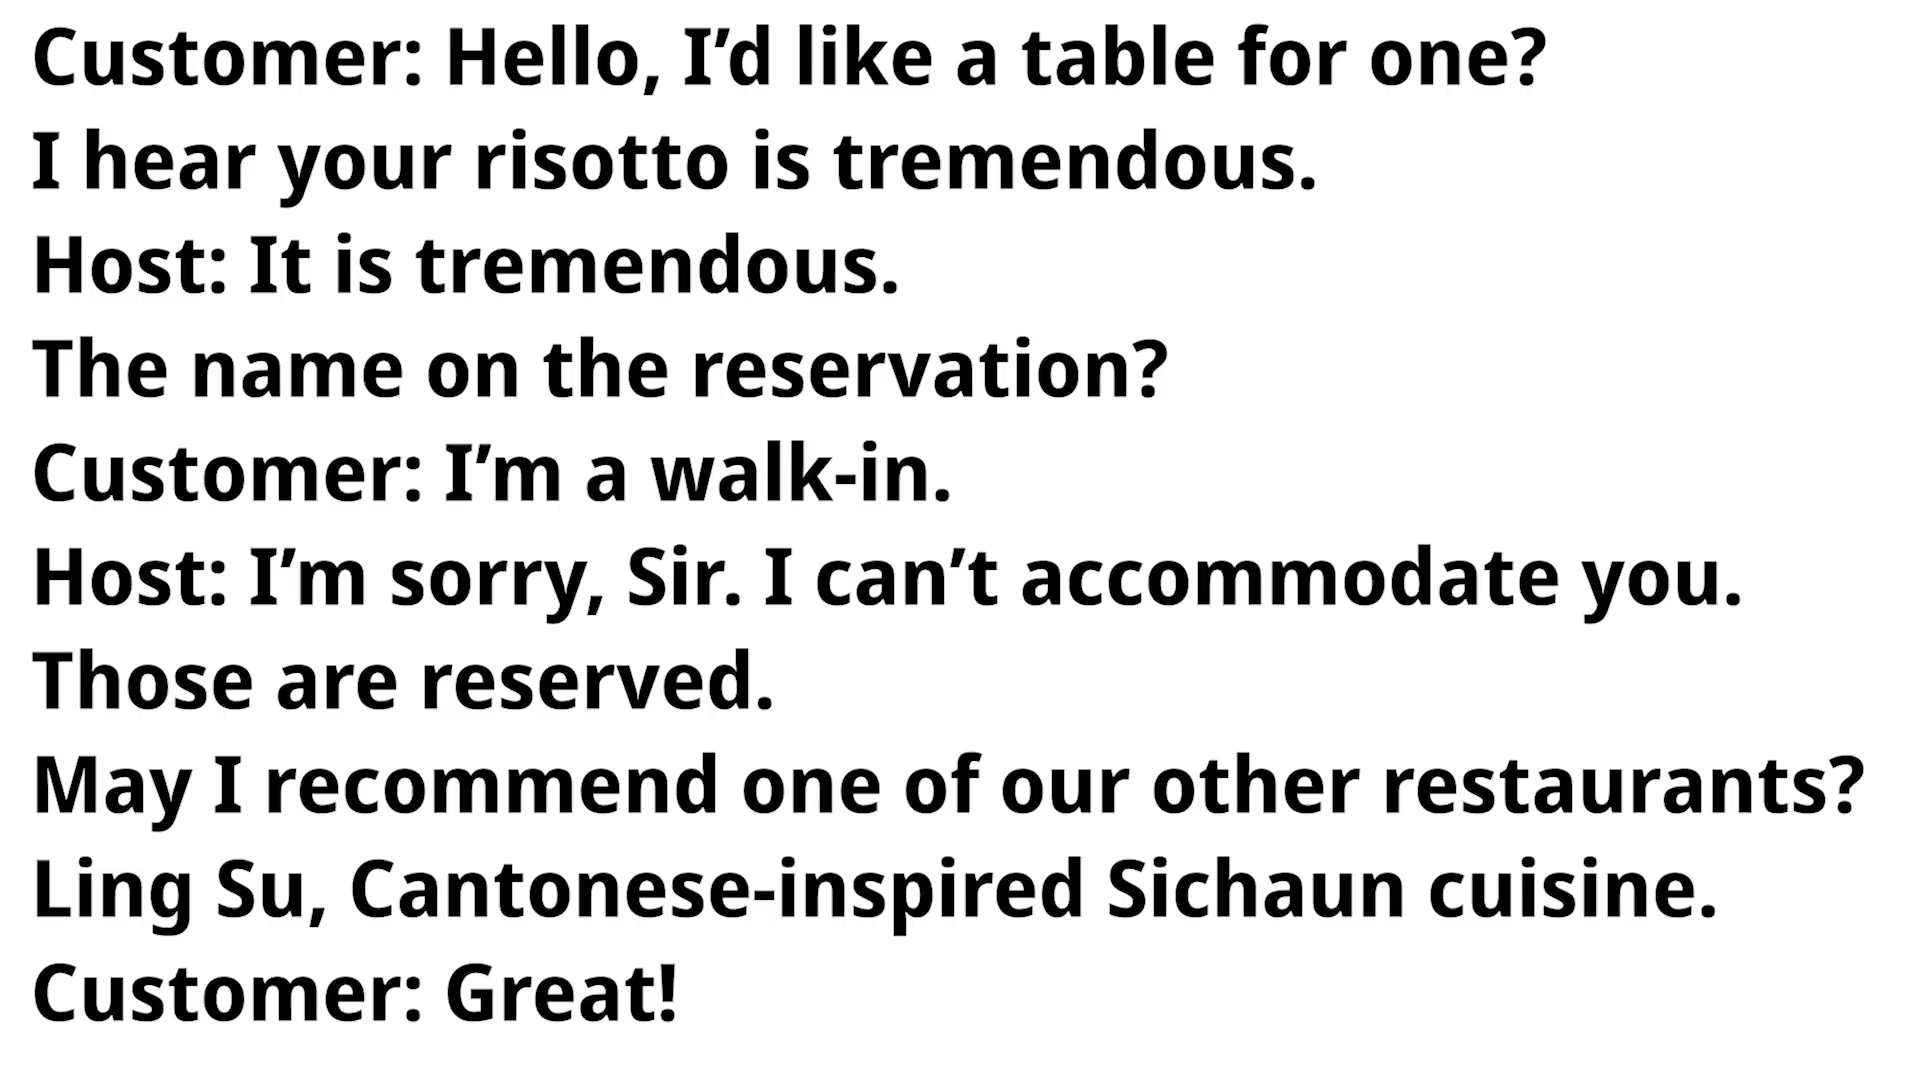 Customer: Hello, I’d like a table for one?
I hear your risotto is tremendous.
Host: It is tremendous.
The name on the reservation?
Customer: I’m a walk-in.
Host: I’m sorry, Sir. I can’t accommodate you.
Those are reserved.
May I recommend one of our other restaurants?
Ling Su, Cantonese-inspired Sichaun cuisine.
Customer: Great!